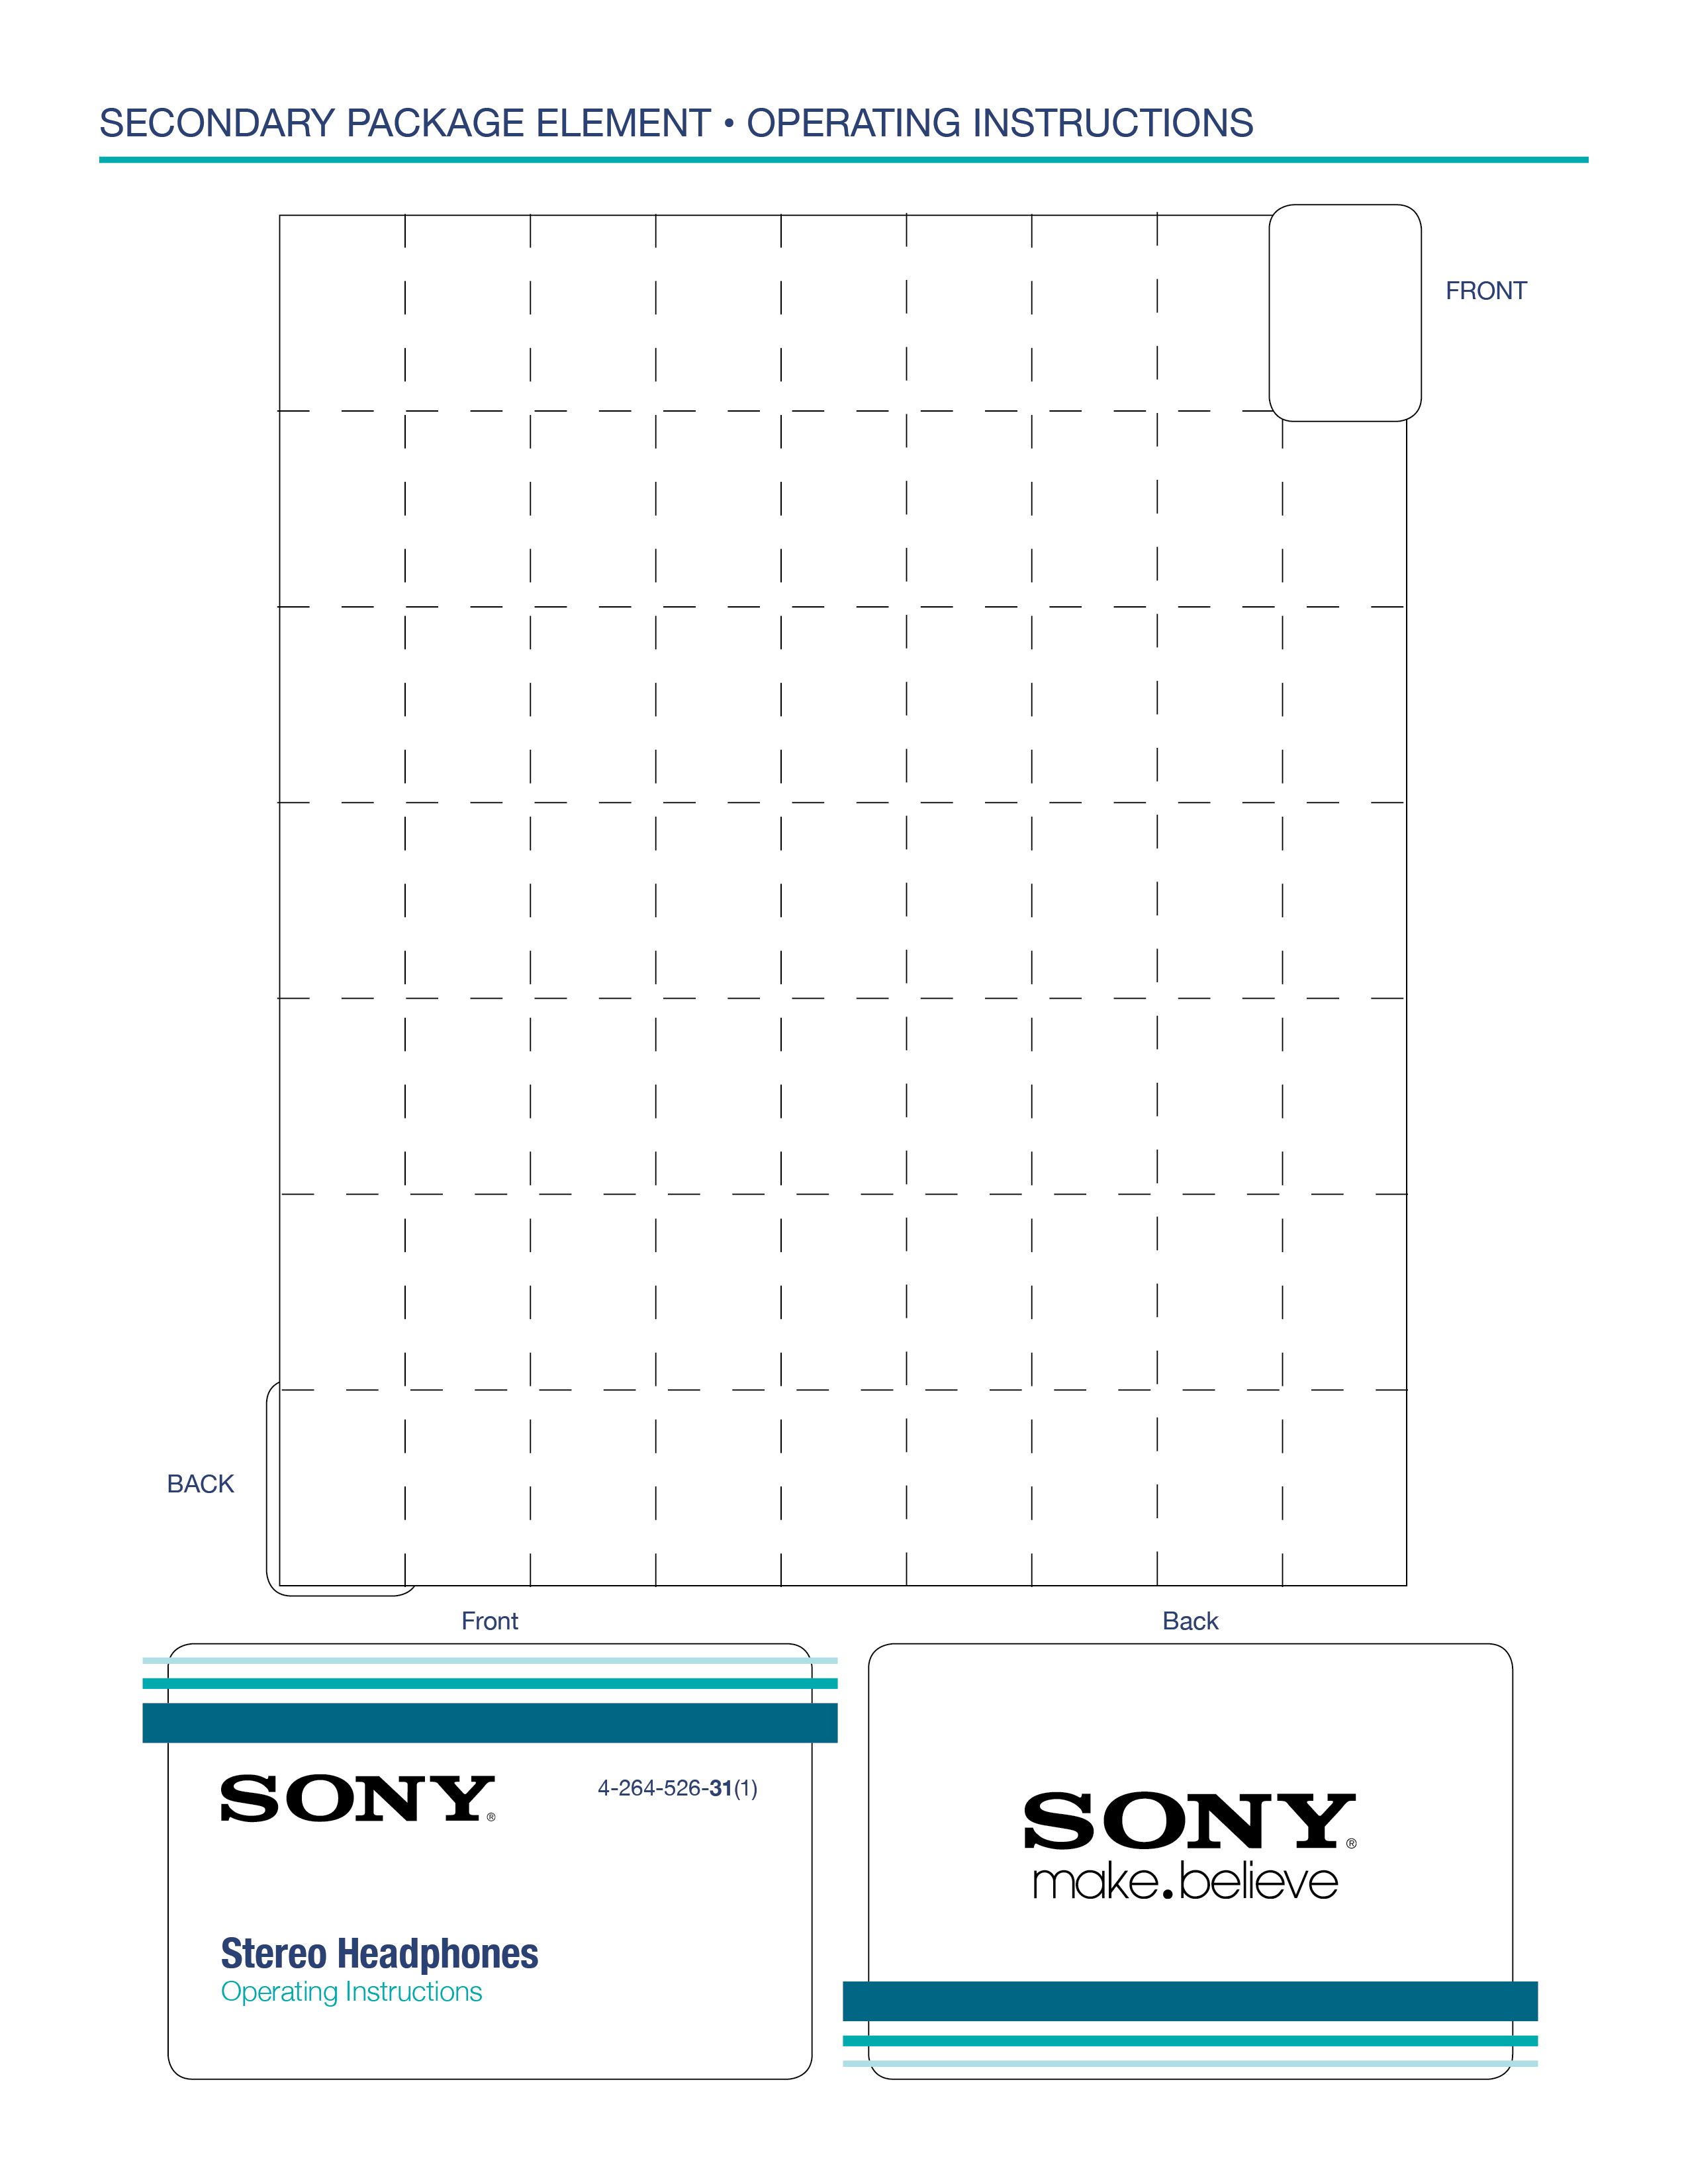 SECONDARY PACKAGE ELEMENT • OPERATING INSTRUCTIONS
FRONT
BACK
Front
Back
SONY®
4-264-526-31(1)
Stereo Headphones
Operating Instructions
SONY®
make.believe